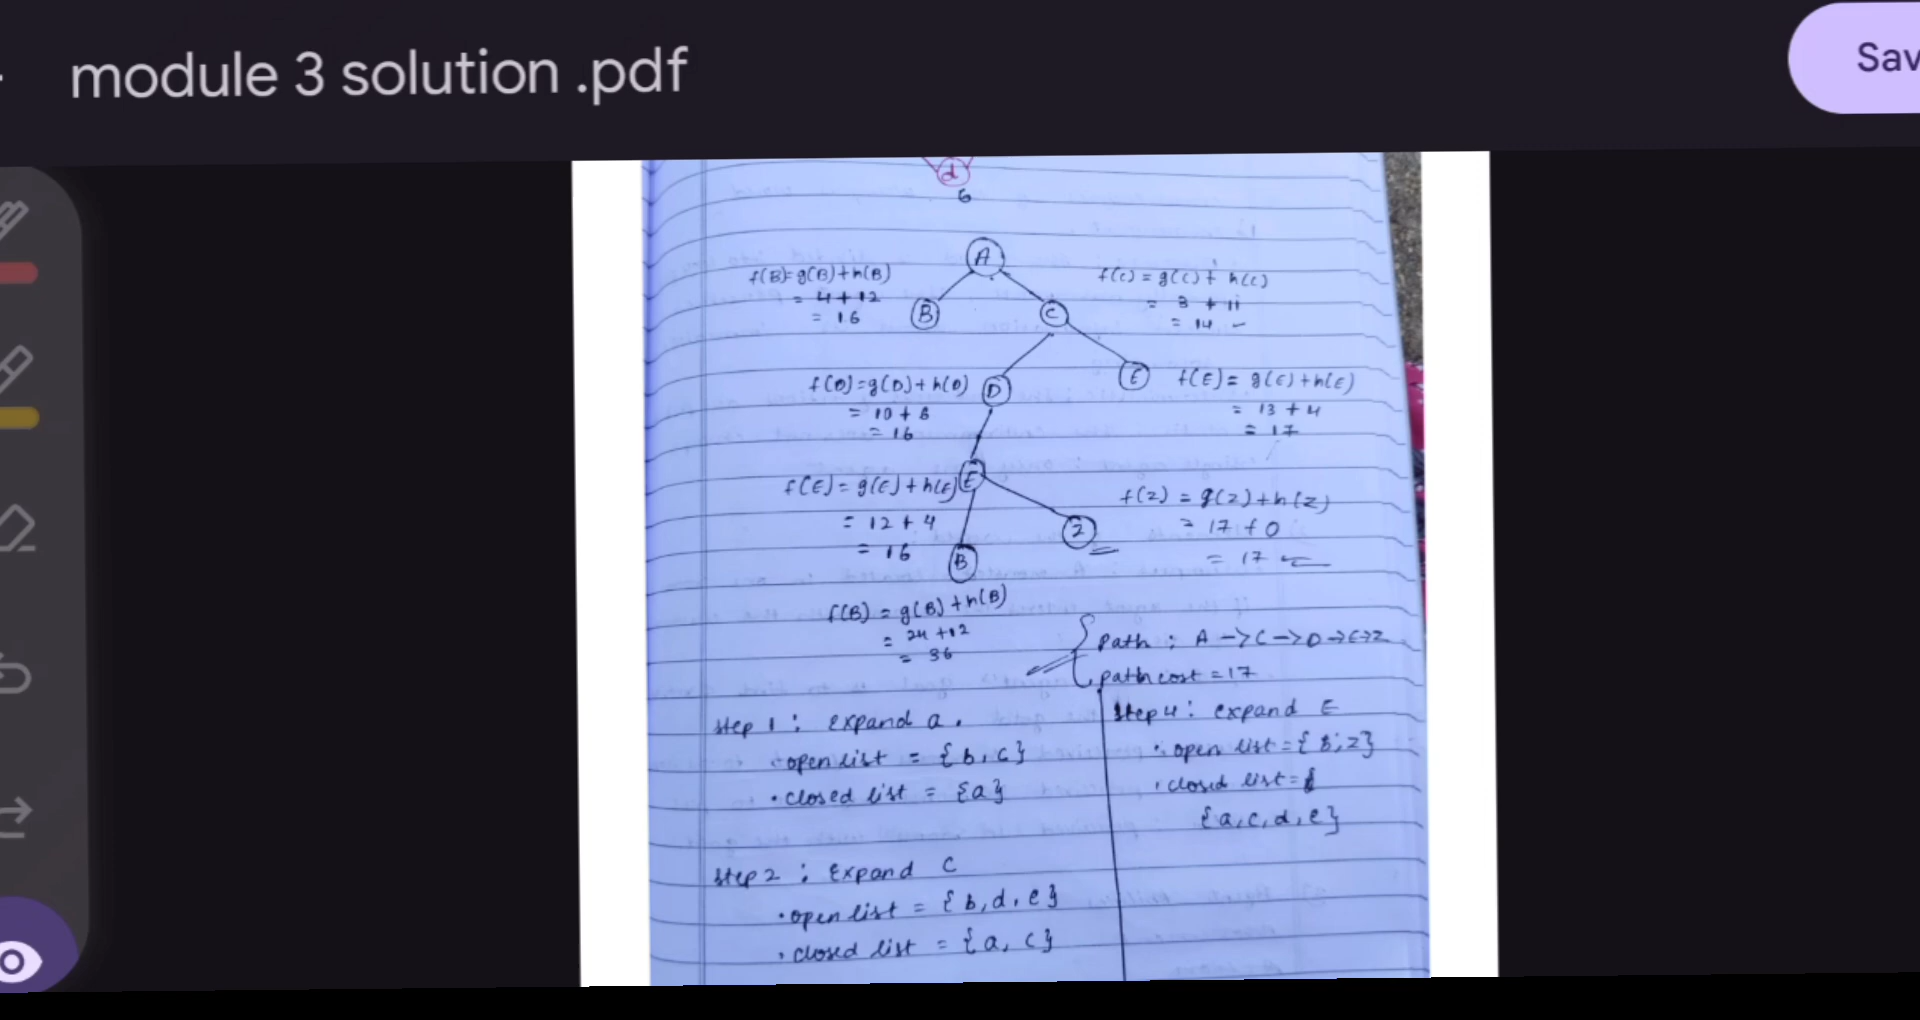 module 3 solution .pdf
Sav
d
6
A
f(B)=g(B)+h(B)
= 4+12
= 16
B
C
f(c) = g(c)+ h(c)
= 3 + 11
= 14
f(D)=g(D)+h(D)
= 10 + 6
= 16
D
E
f(E) = g(E)+h(E)
= 13 + 4
= 17
f(E) = g(E)+h(E)
= 12 + 4
= 16
E
B
Z
f(z) = g(z)+h(z)
= 17 + 0
= 17
f(B) = g(B)+h(B)
= 24 +12
= 36
Path : A->C->D->E->Z
path cost = 17
Step 1 : expand a.
• open list = {b, c}
• closed list = {a}
Step 2 : Expand C
• open list = {b, d, e}
• closed list = {a, c}
Step 4 : expand E
• open list = { B, z}
• closed list =
{a, c, d, e}